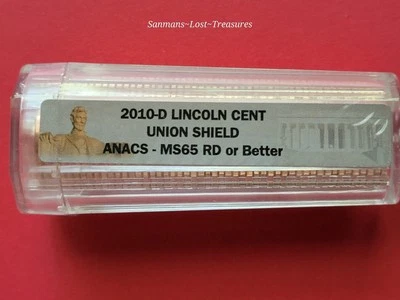 Sanmans~Lost~Treasures
2010-D LINCOLN CENT
UNION SHIELD
ANACS - MS65 RD or Better